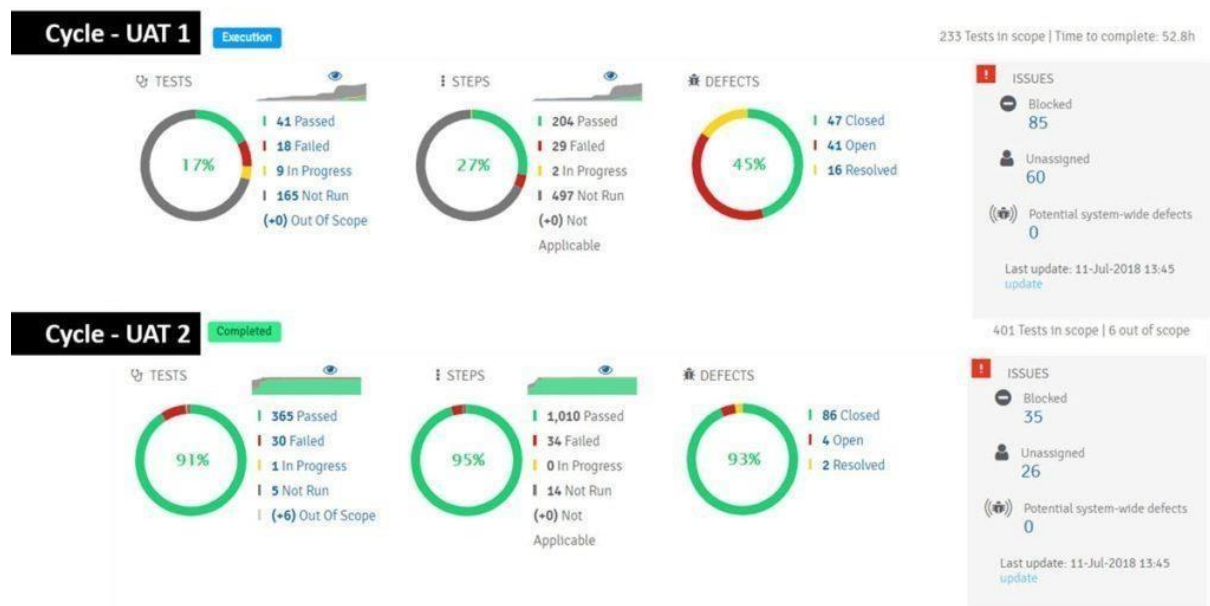 Cycle - UAT 1
Execution
233 Tests in scope | Time to complete: 52.8h
TESTS
17%
41 Passed
18 Failed
9 In Progress
165 Not Run
(+0) Out Of Scope
STEPS
27%
204 Passed
29 Failed
2 In Progress
497 Not Run
(+0) Not
Applicable
DEFECTS
45%
47 Closed
41 Open
16 Resolved
!
ISSUES
Blocked
85
Unassigned
60
Potential system-wide defects
0
Last update: 11-Jul-2018 13:45
update
Cycle - UAT 2
Completed
401 Tests in scope | 6 out of scope
TESTS
91%
365 Passed
30 Failed
1 In Progress
5 Not Run
(+6) Out Of Scope
STEPS
95%
1,010 Passed
34 Failed
0 In Progress
14 Not Run
(+0) Not
Applicable
DEFECTS
93%
86 Closed
4 Open
2 Resolved
!
ISSUES
Blocked
35
Unassigned
26
Potential system-wide defects
0
Last update: 11-Jul-2018 13:45
update